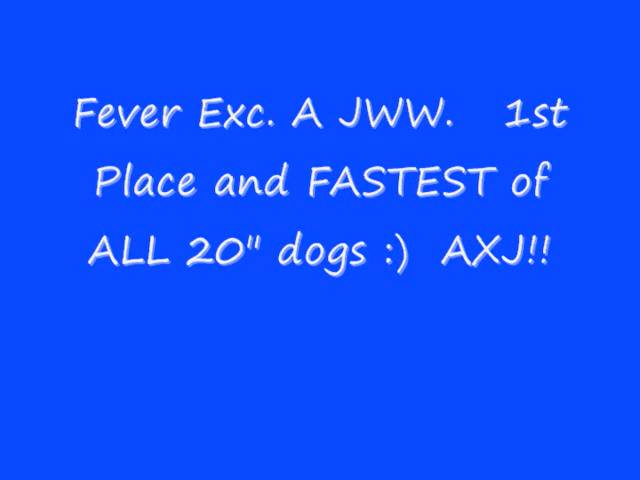 Fever Exc. A JWW. 1st
Place and FASTEST of
ALL 20" dogs :) AXJ!!